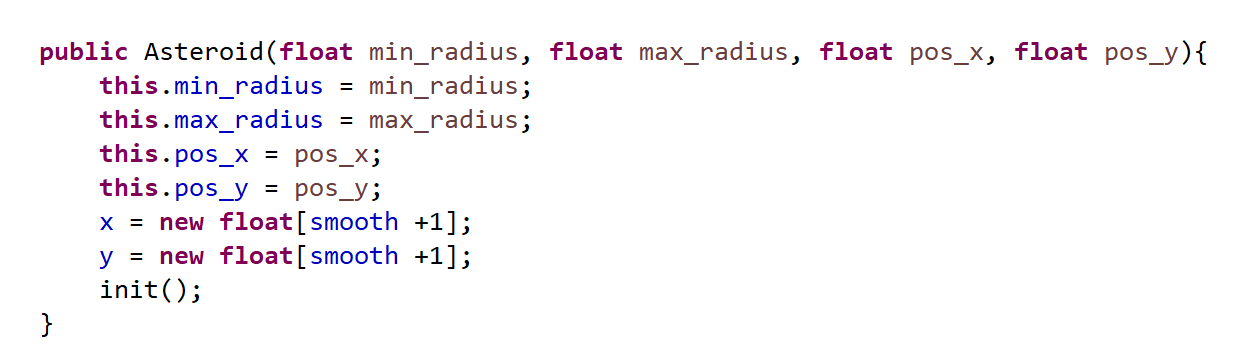 public Asteroid(float min_radius, float max_radius, float pos_x, float pos_y){
    this.min_radius = min_radius;
    this.max_radius = max_radius;
    this.pos_x = pos_x;
    this.pos_y = pos_y;
    x = new float[smooth +1];
    y = new float[smooth +1];
    init();
}